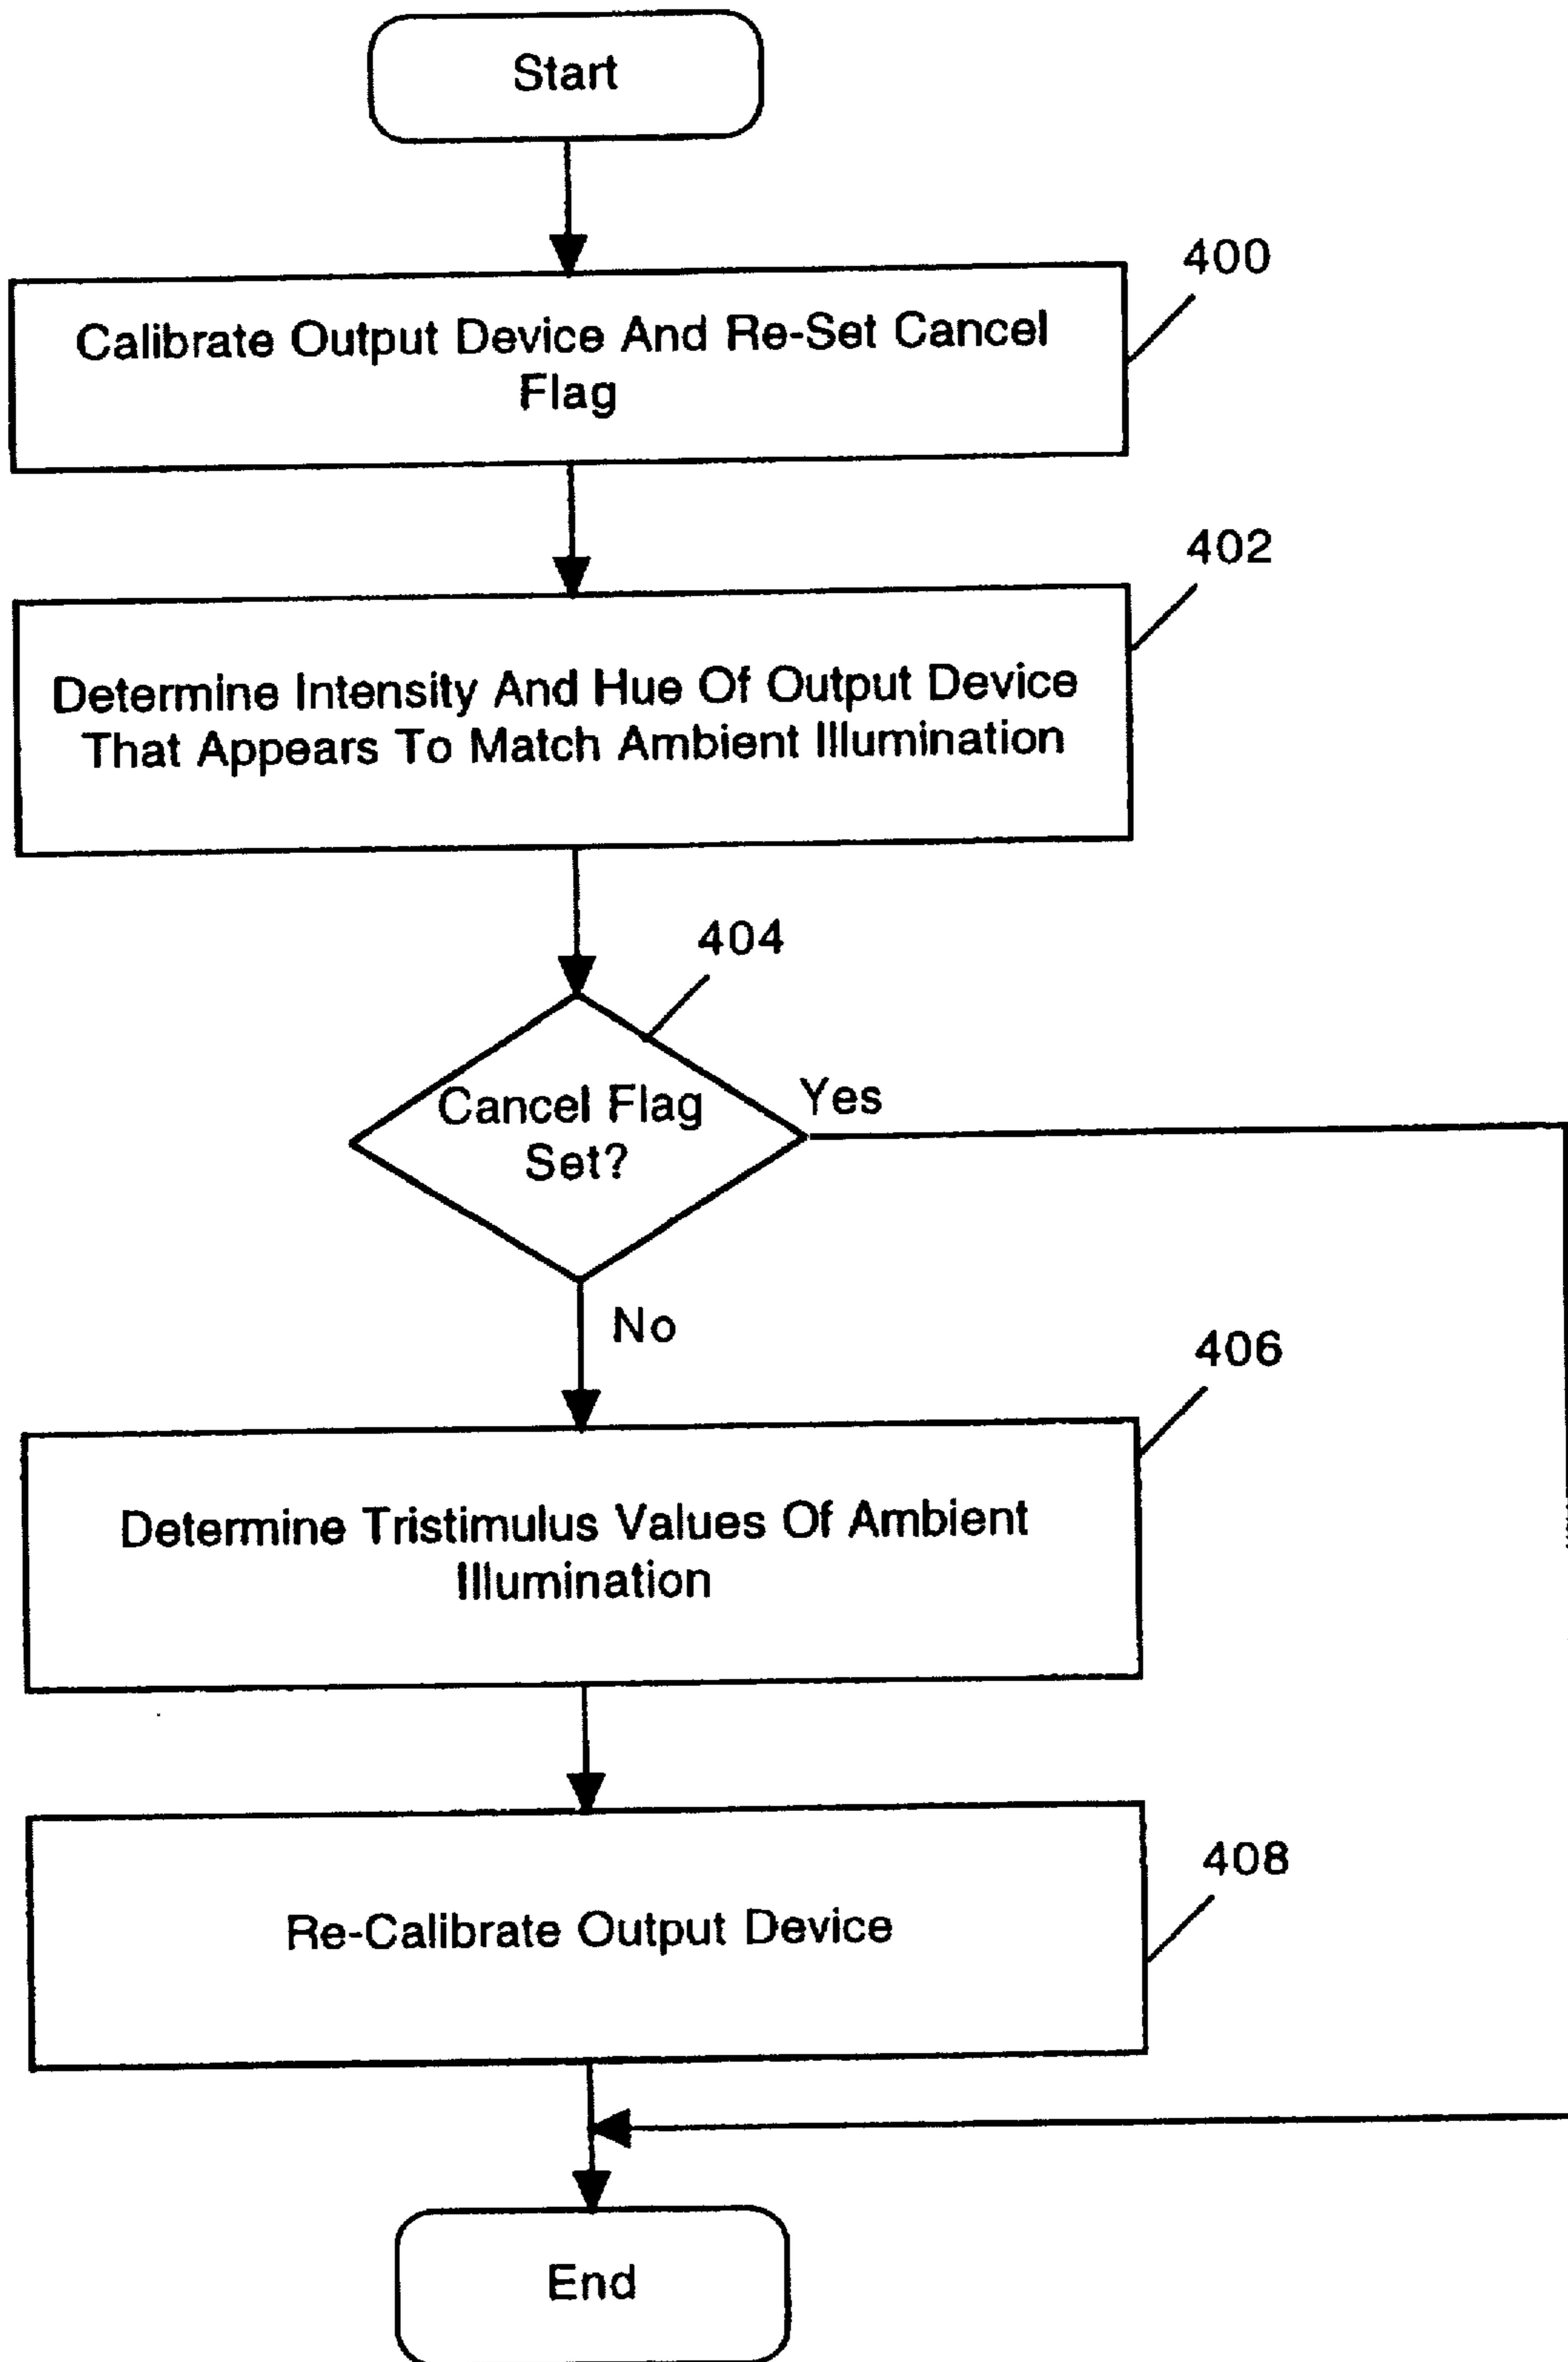 Start
400
Calibrate Output Device And Re-Set Cancel
Flag
402
Determine Intensity And Hue Of Output Device
That Appears To Match Ambient Illumination
404
Cancel Flag
Set?
Yes
No
406
Determine Tristimulus Values Of Ambient
Illumination
408
Re-Calibrate Output Device
End